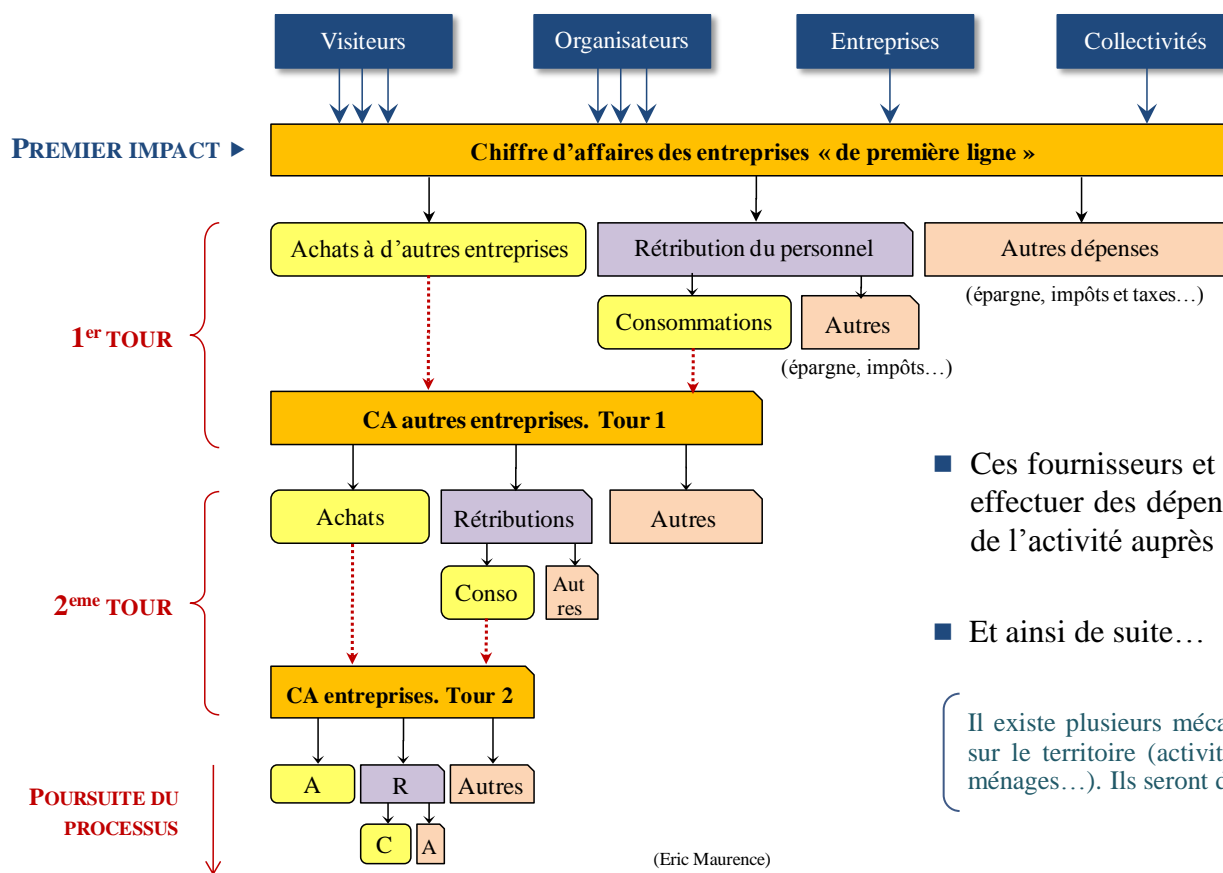 Visiteurs
Organisateurs
Entreprises
Collectivités
PREMIER IMPACT
Chiffre d'affaires des entreprises « de première ligne »
Achats à d'autres entreprises
Rétribution du personnel
Autres dépenses
(épargne, impôts et taxes…)
1er TOUR
Consommations
Autres
(épargne, impôts…)
CA autres entreprises. Tour 1
Achats
Rétributions
Autres
2eme TOUR
Conso
Aut
res
CA entreprises. Tour 2
A
R
Autres
POURSUITE DU
PROCESSUS
C
A
(Eric Maurence)
Ces fournisseurs et
effectuer des dépen
de l'activité auprès
Et ainsi de suite…
Il existe plusieurs méca
sur le territoire (activit
ménages…). Ils seront d